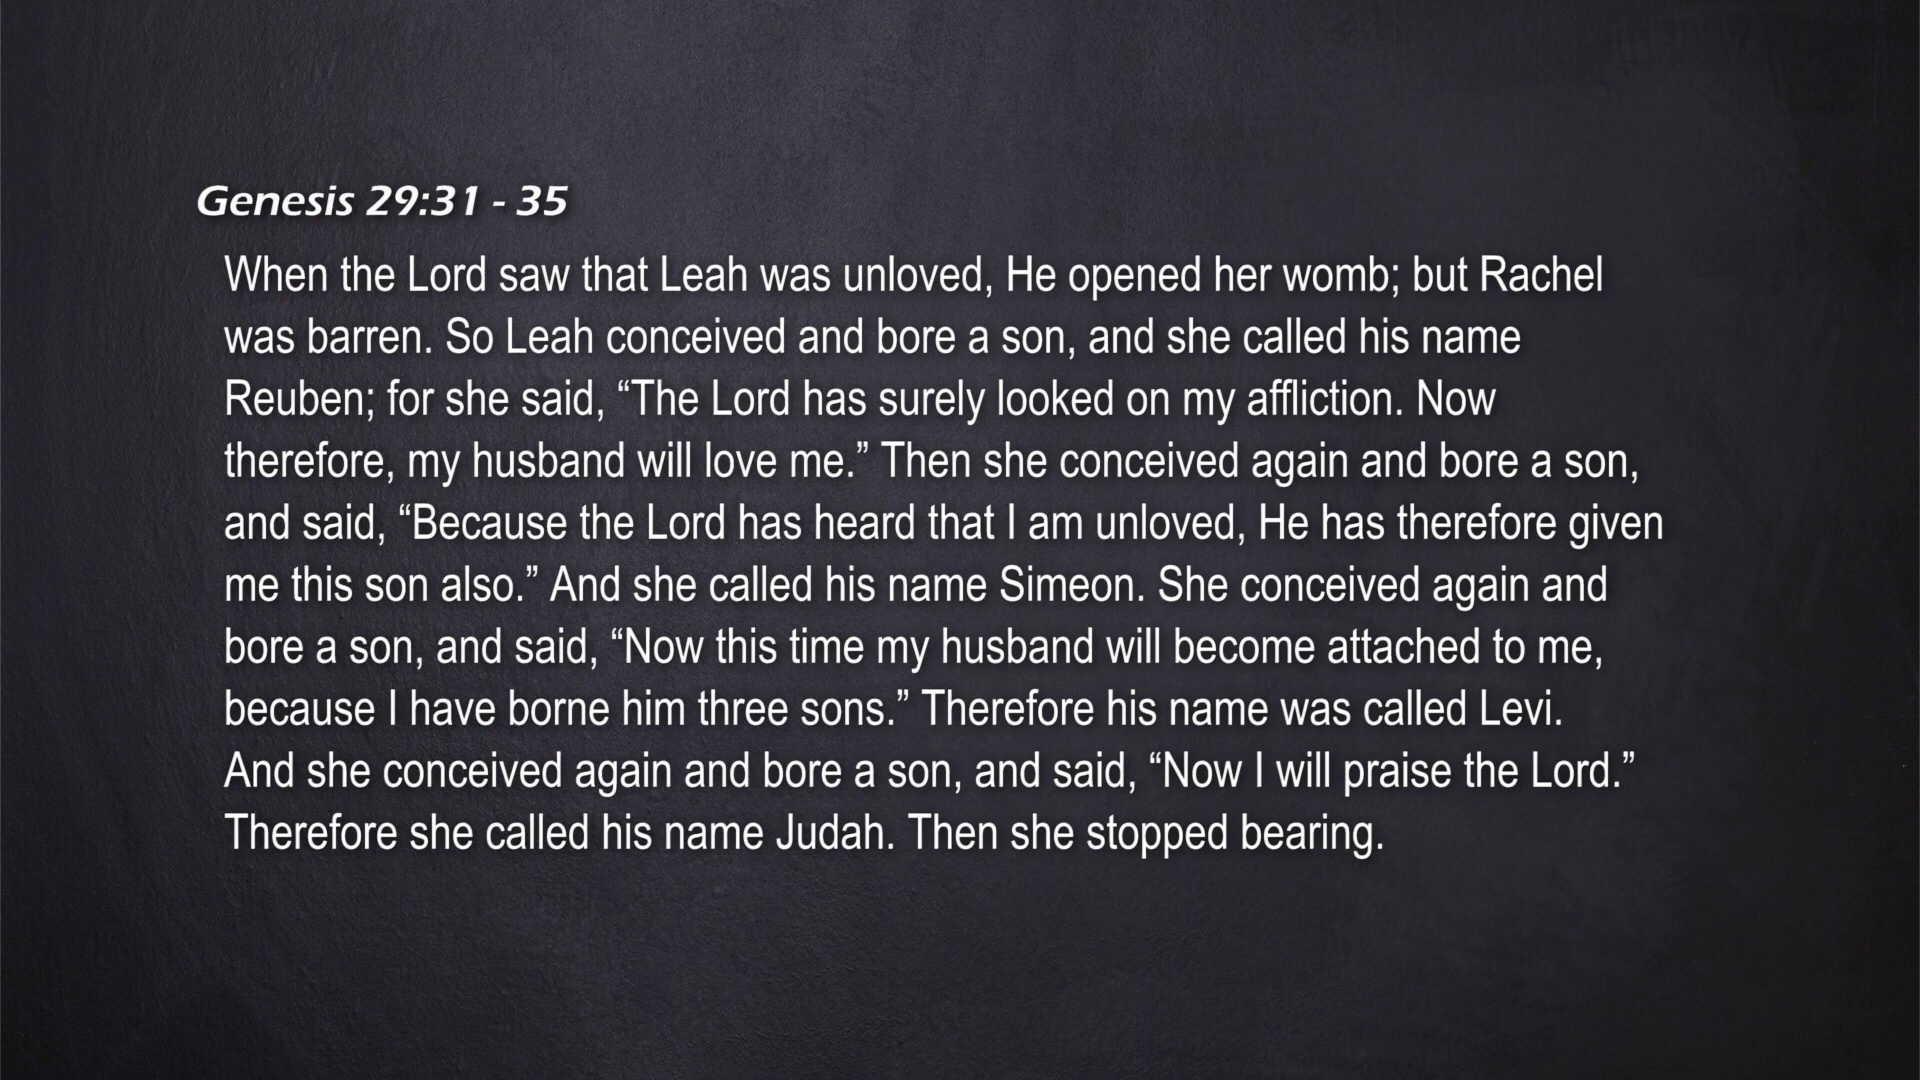 Genesis 29:31 - 35
When the Lord saw that Leah was unloved, He opened her womb; but Rachel
was barren. So Leah conceived and bore a son, and she called his name
Reuben; for she said, “The Lord has surely looked on my affliction. Now
therefore, my husband will love me.” Then she conceived again and bore a son,
and said, “Because the Lord has heard that I am unloved, He has therefore given
me this son also.” And she called his name Simeon. She conceived again and
bore a son, and said, “Now this time my husband will become attached to me,
because I have borne him three sons.” Therefore his name was called Levi.
And she conceived again and bore a son, and said, “Now I will praise the Lord.”
Therefore she called his name Judah. Then she stopped bearing.